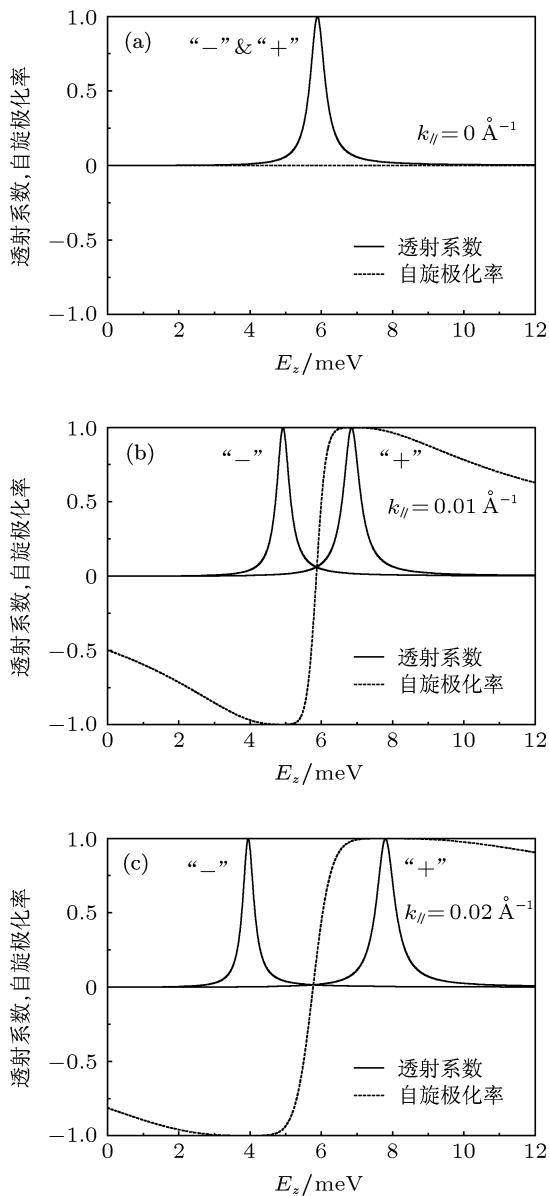 (a)
“−” & “+”
k∥ = 0 Å⁻¹
1.0
0.5
0
−0.5
−1.0
透射系数,自旋极化率
透射系数
自旋极化率
0 2 4 6 8 10 12
E_z/meV
(b)
“−” “+”
k∥ = 0.01 Å⁻¹
1.0
0.5
0
−0.5
−1.0
透射系数,自旋极化率
透射系数
自旋极化率
0 2 4 6 8 10 12
E_z/meV
(c)
“−” “+”
k∥ = 0.02 Å⁻¹
1.0
0.5
0
−0.5
−1.0
透射系数,自旋极化率
透射系数
自旋极化率
0 2 4 6 8 10 12
E_z/meV